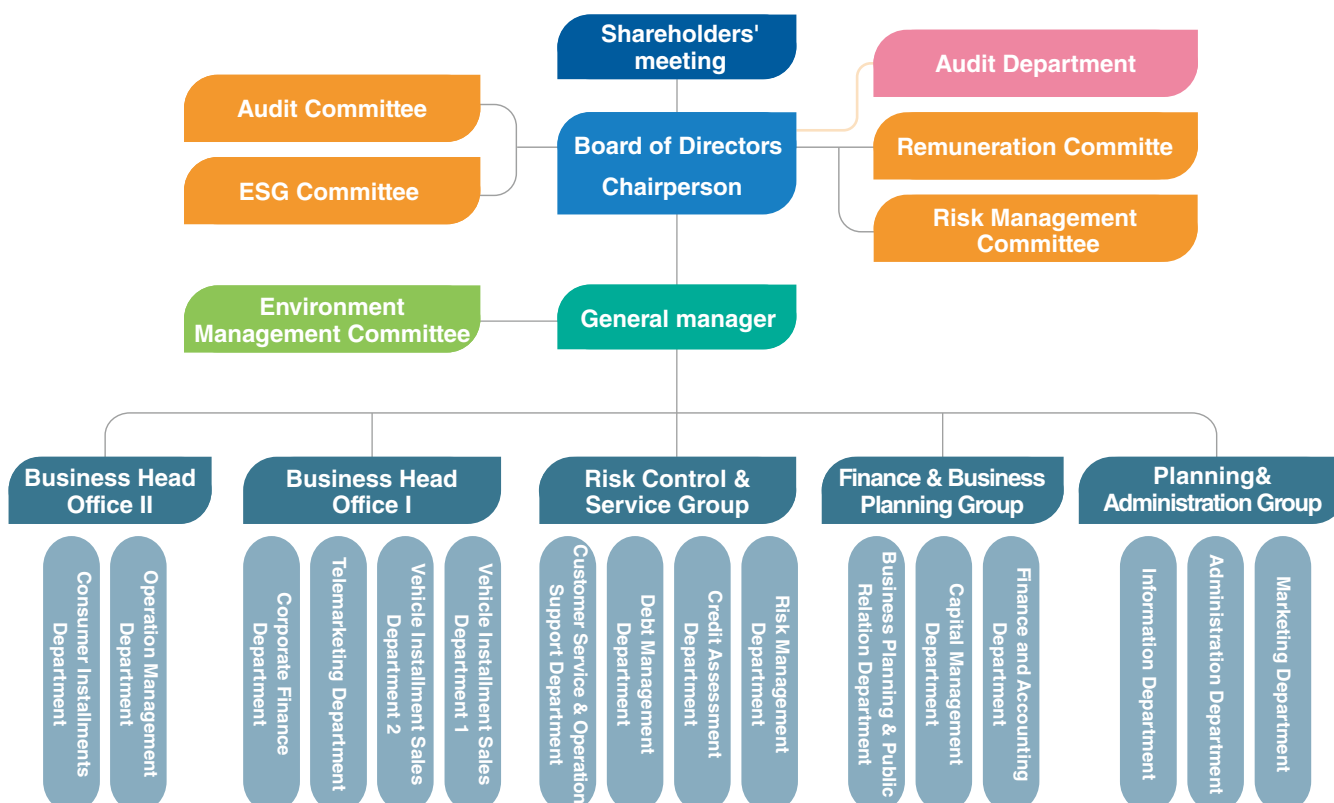 Shareholders'
meeting
Audit Department
Audit Committee
Board of Directors
Chairperson
Remuneration Committe
ESG Committee
Risk Management
Committee
Environment
Management Committee
General manager
Business Head
Office II
Business Head
Office I
Risk Control &
Service Group
Finance & Business
Planning Group
Planning&
Administration Group
Consumer Installments
Department
Operation Management
Department
Corporate Finance
Department
Telemarketing Department
Vehicle Installment Sales
Department 2
Vehicle Installment Sales
Department 1
Customer Service & Operation
Support Department
Debt Management
Department
Credit Assessment
Department
Risk Management
Department
Business Planning & Public
Relation Department
Capital Management
Department
Finance and Accounting
Department
Information Department
Administration Department
Marketing Department